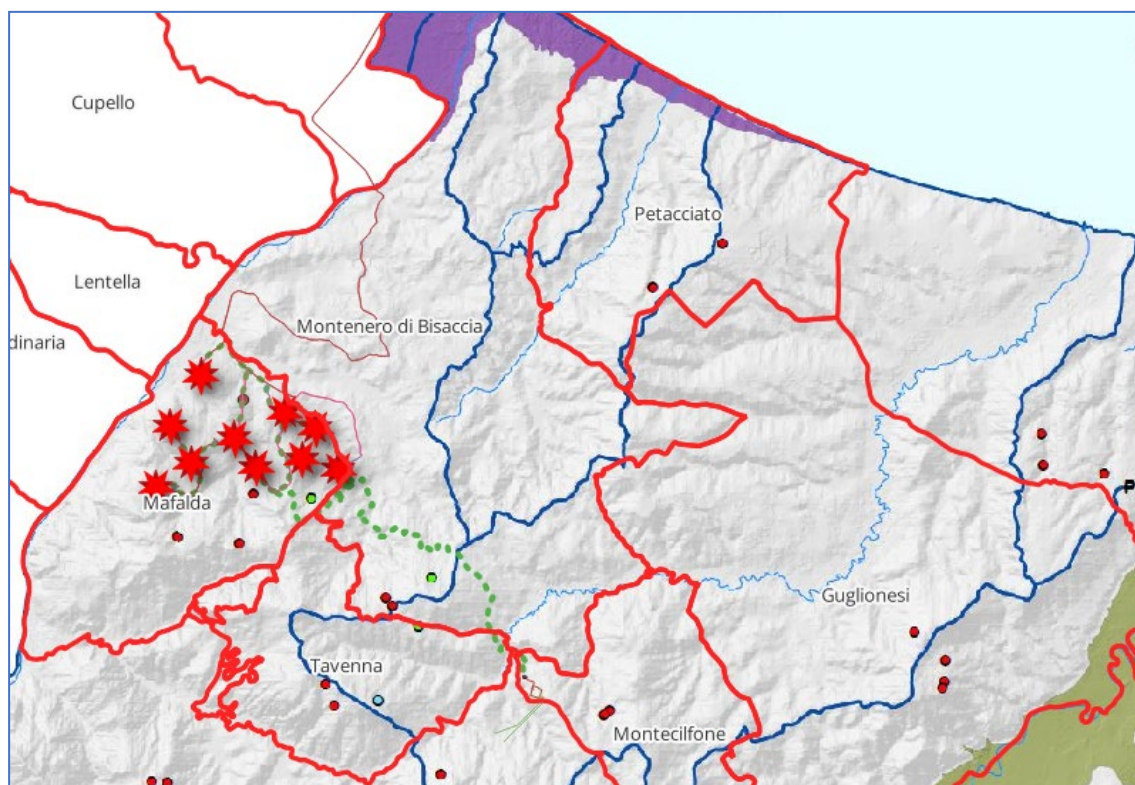 Cupello
Petacciato
Lentella
Montenero di Bisaccia
dinaria
P
Mafalda
Guglionesi
Tavenna
Montecilfone